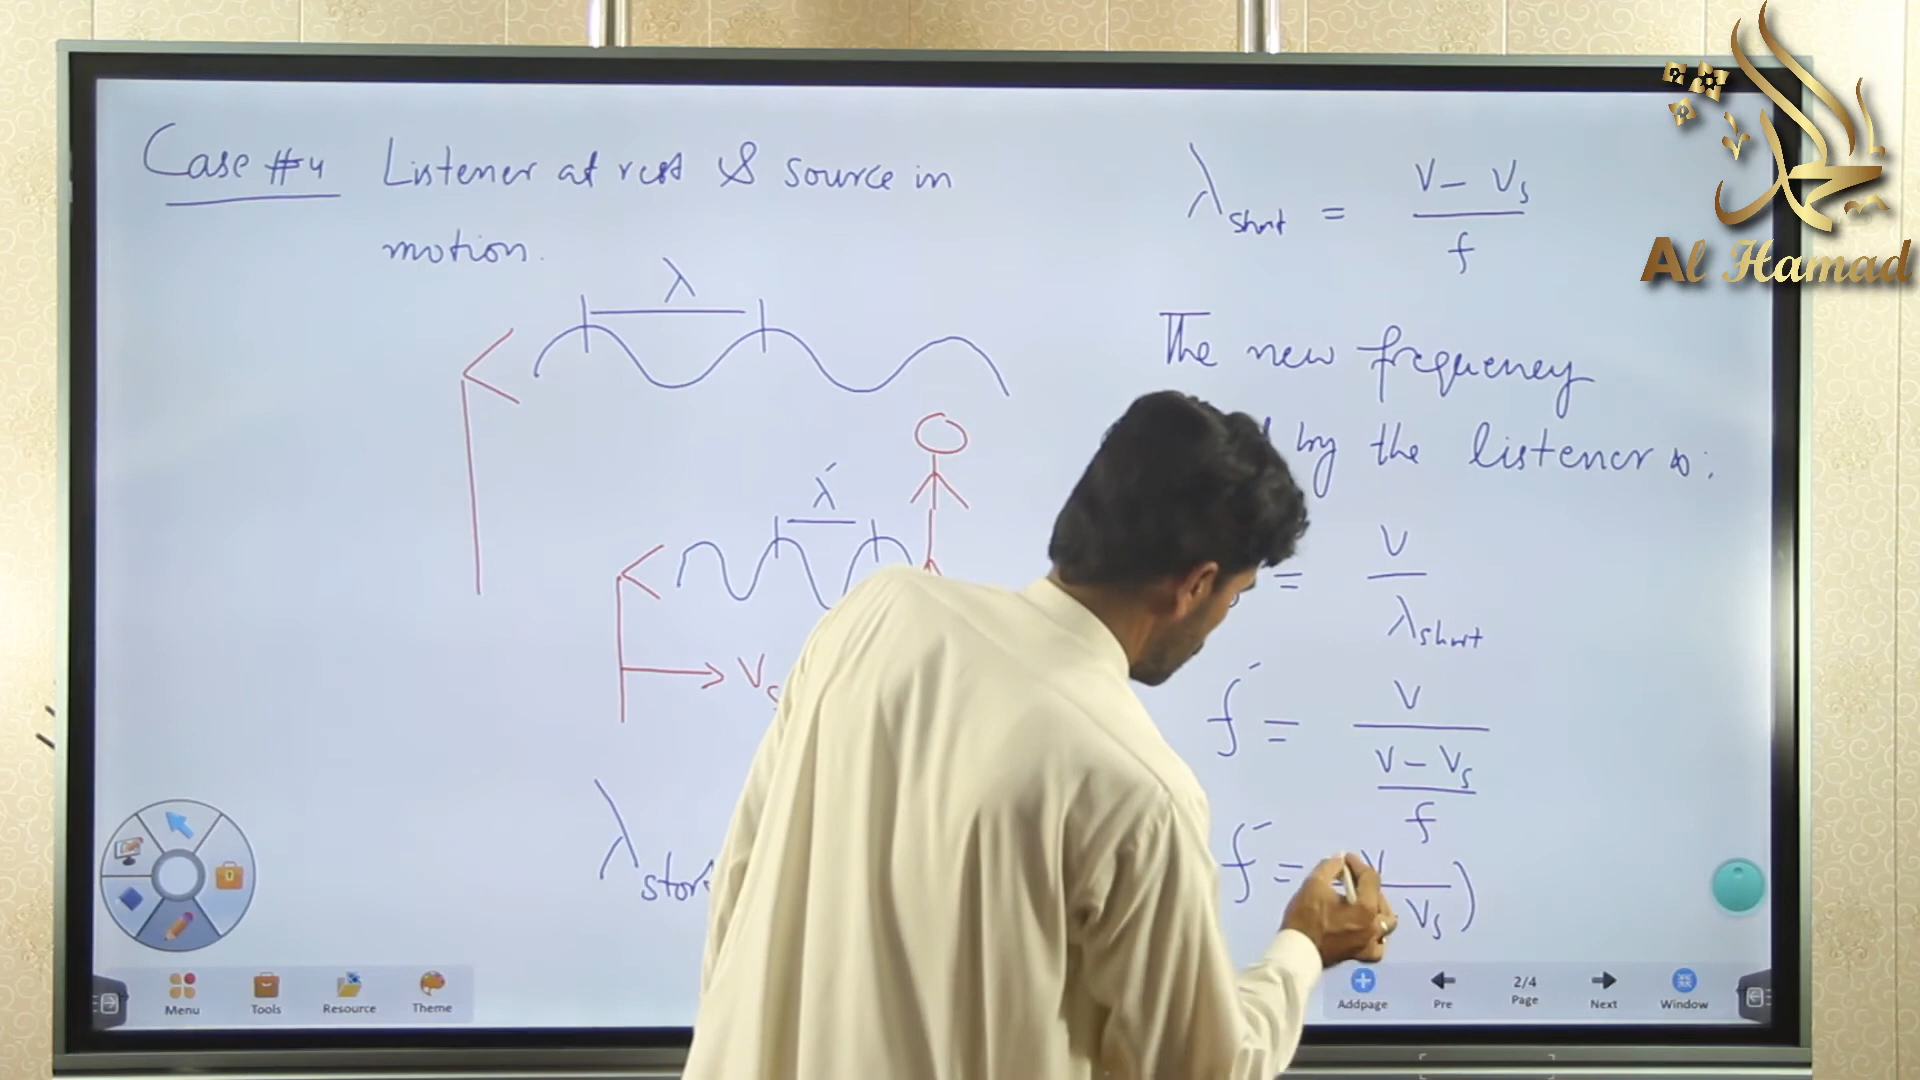 Case #4 Listener at rest & source in
motion.
λ
λ′
Vs
λ
λshort = V - Vs
f
The new frequency
by the listener is:
= V
λshort
f′ = V
V - Vs
f
f′ = V
Vs)
Menu Tools Resource Theme
Addpage Pre 2/4 Page Next Window
Al Hamad